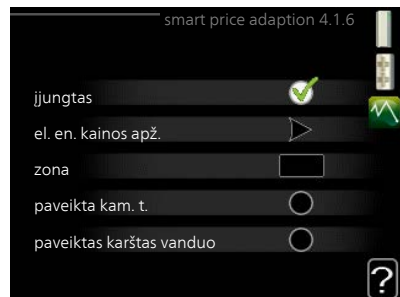 smart price adaption 4.1.6
įjungtas
el. en. kainos apž.
zona
paveikta kam. t.
paveiktas karštas vanduo
?